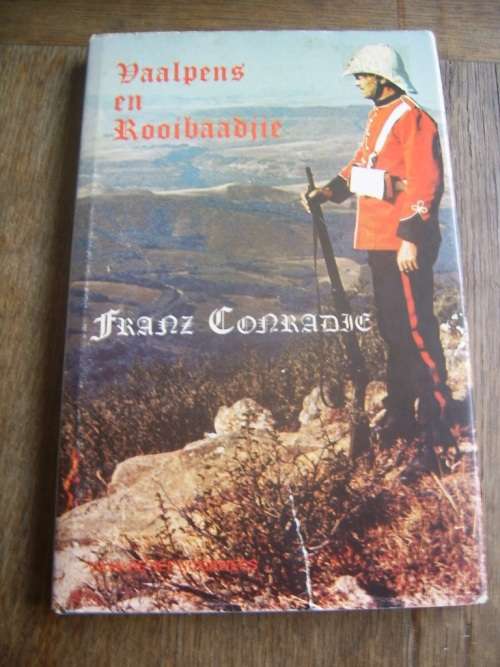 Vaalpens
en
Rooibaadjie
FRANZ CONRADIE